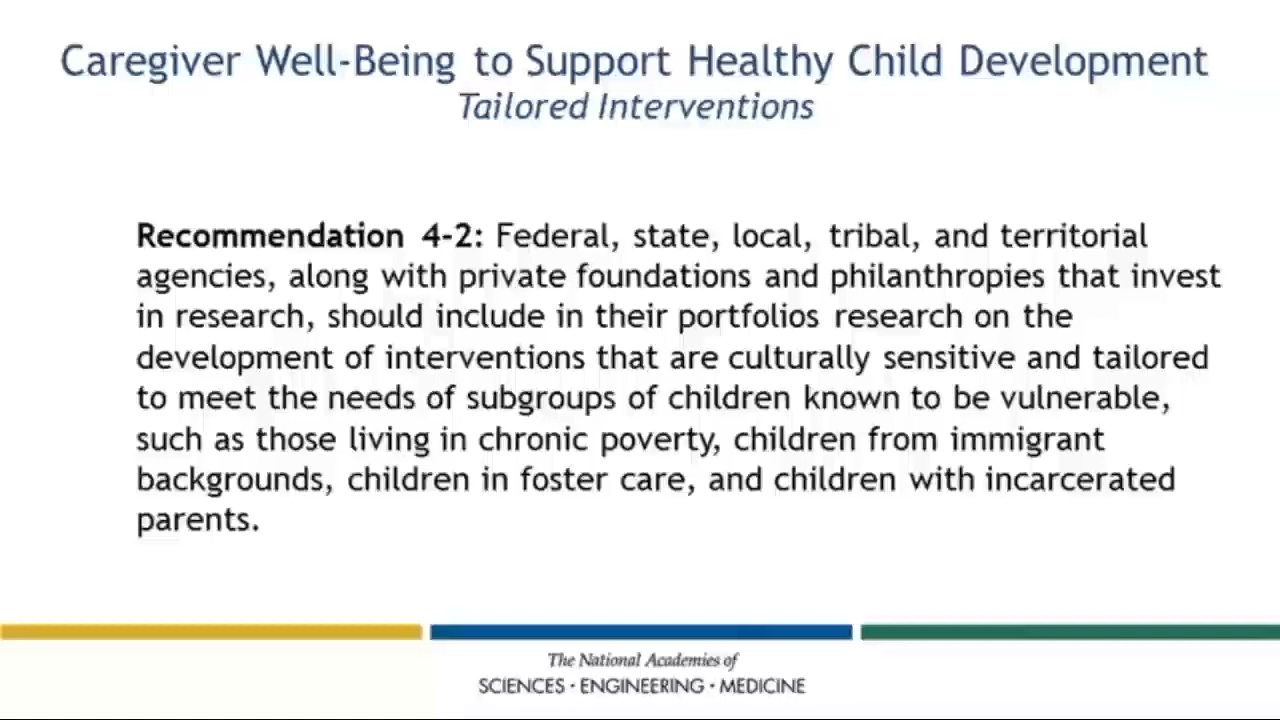 Caregiver Well-Being to Support Healthy Child Development
Tailored Interventions
Recommendation 4-2: Federal, state, local, tribal, and territorial
agencies, along with private foundations and philanthropies that invest
in research, should include in their portfolios research on the
development of interventions that are culturally sensitive and tailored
to meet the needs of subgroups of children known to be vulnerable,
such as those living in chronic poverty, children from immigrant
backgrounds, children in foster care, and children with incarcerated
parents.
The National Academies of
SCIENCES · ENGINEERING · MEDICINE